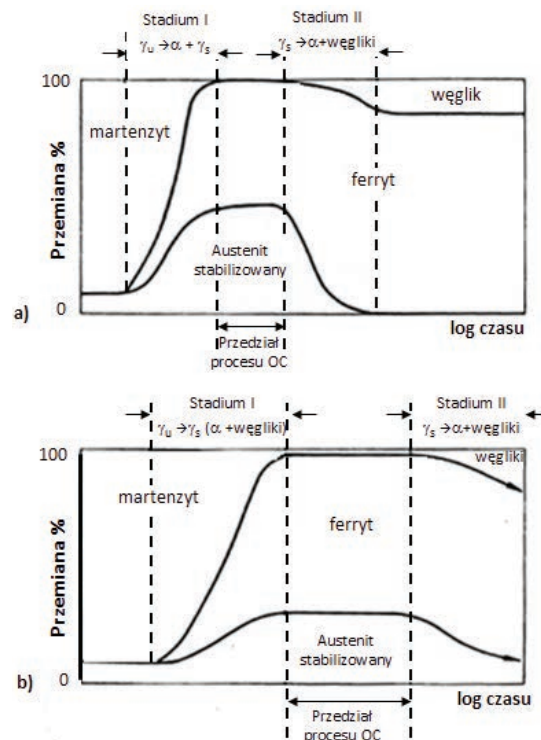 Stadium I
Stadium II
γu →α + γs
γs →α+węgliki
100
węglik
martenzyt
ferryt
Przemiana %
Austenit
stabilizowany
0
a)
log czasu
Przedział
procesu OC
Stadium I
Stadium II
γu →γs (α +węgliki)
γs →α+węgliki
100
węgliki
martenzyt
ferryt
Przemiana %
Austenit
stabilizowany
0
b)
log czasu
Przedział
procesu OC